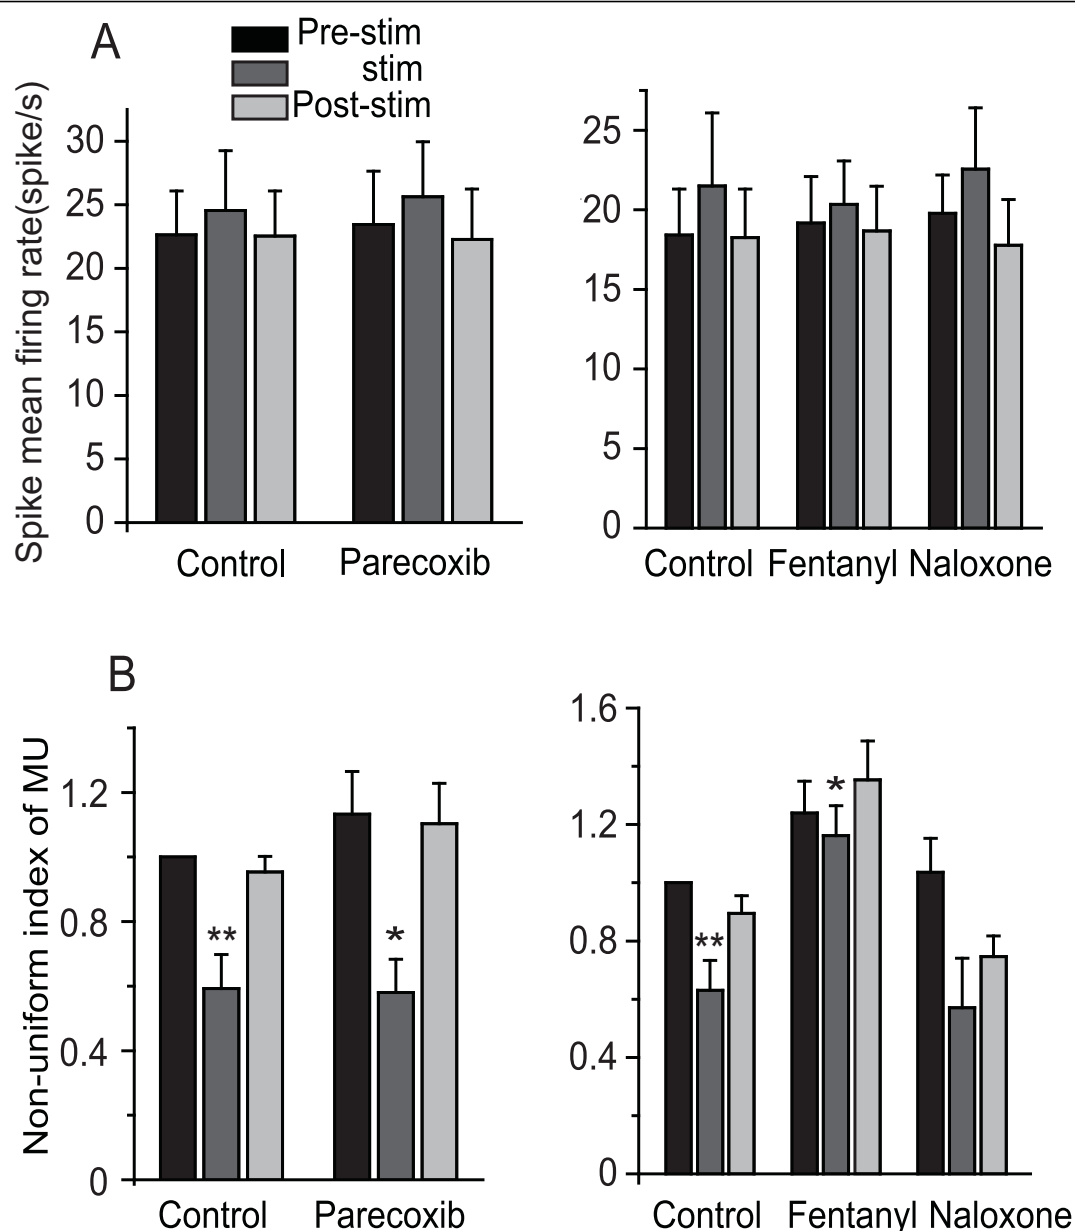 A
Pre-stim
stim
Post-stim
Spike mean firing rate(spike/s)
30
25
20
15
10
5
0
Control Parecoxib
25
20
15
10
5
0
Control Fentanyl Naloxone
B
Non-uniform index of MU
1.2
0.8
0.4
0
** *
Control Parecoxib
1.6
1.2
0.8
0.4
0
** *
Control Fentanyl Naloxone